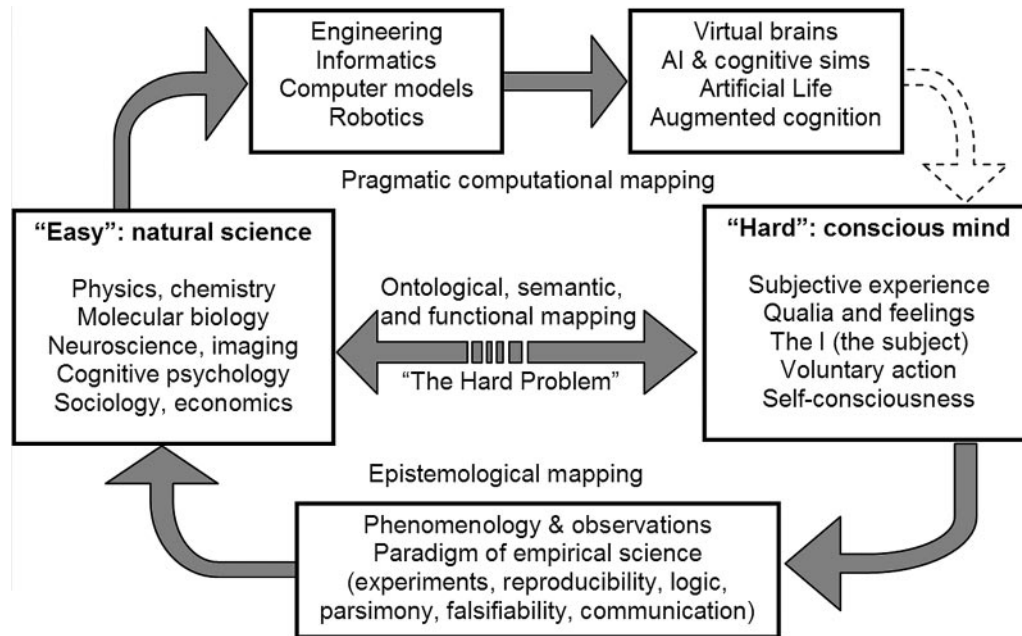 Engineering
Informatics
Computer models
Robotics
Virtual brains
AI & cognitive sims
Artificial Life
Augmented cognition
Pragmatic computational mapping
“Easy”: natural science
Physics, chemistry
Molecular biology
Neuroscience, imaging
Cognitive psychology
Sociology, economics
Ontological, semantic,
and functional mapping
“The Hard Problem”
“Hard”: conscious mind
Subjective experience
Qualia and feelings
The I (the subject)
Voluntary action
Self-consciousness
Epistemological mapping
Phenomenology & observations
Paradigm of empirical science
(experiments, reproducibility, logic,
parsimony, falsifiability, communication)